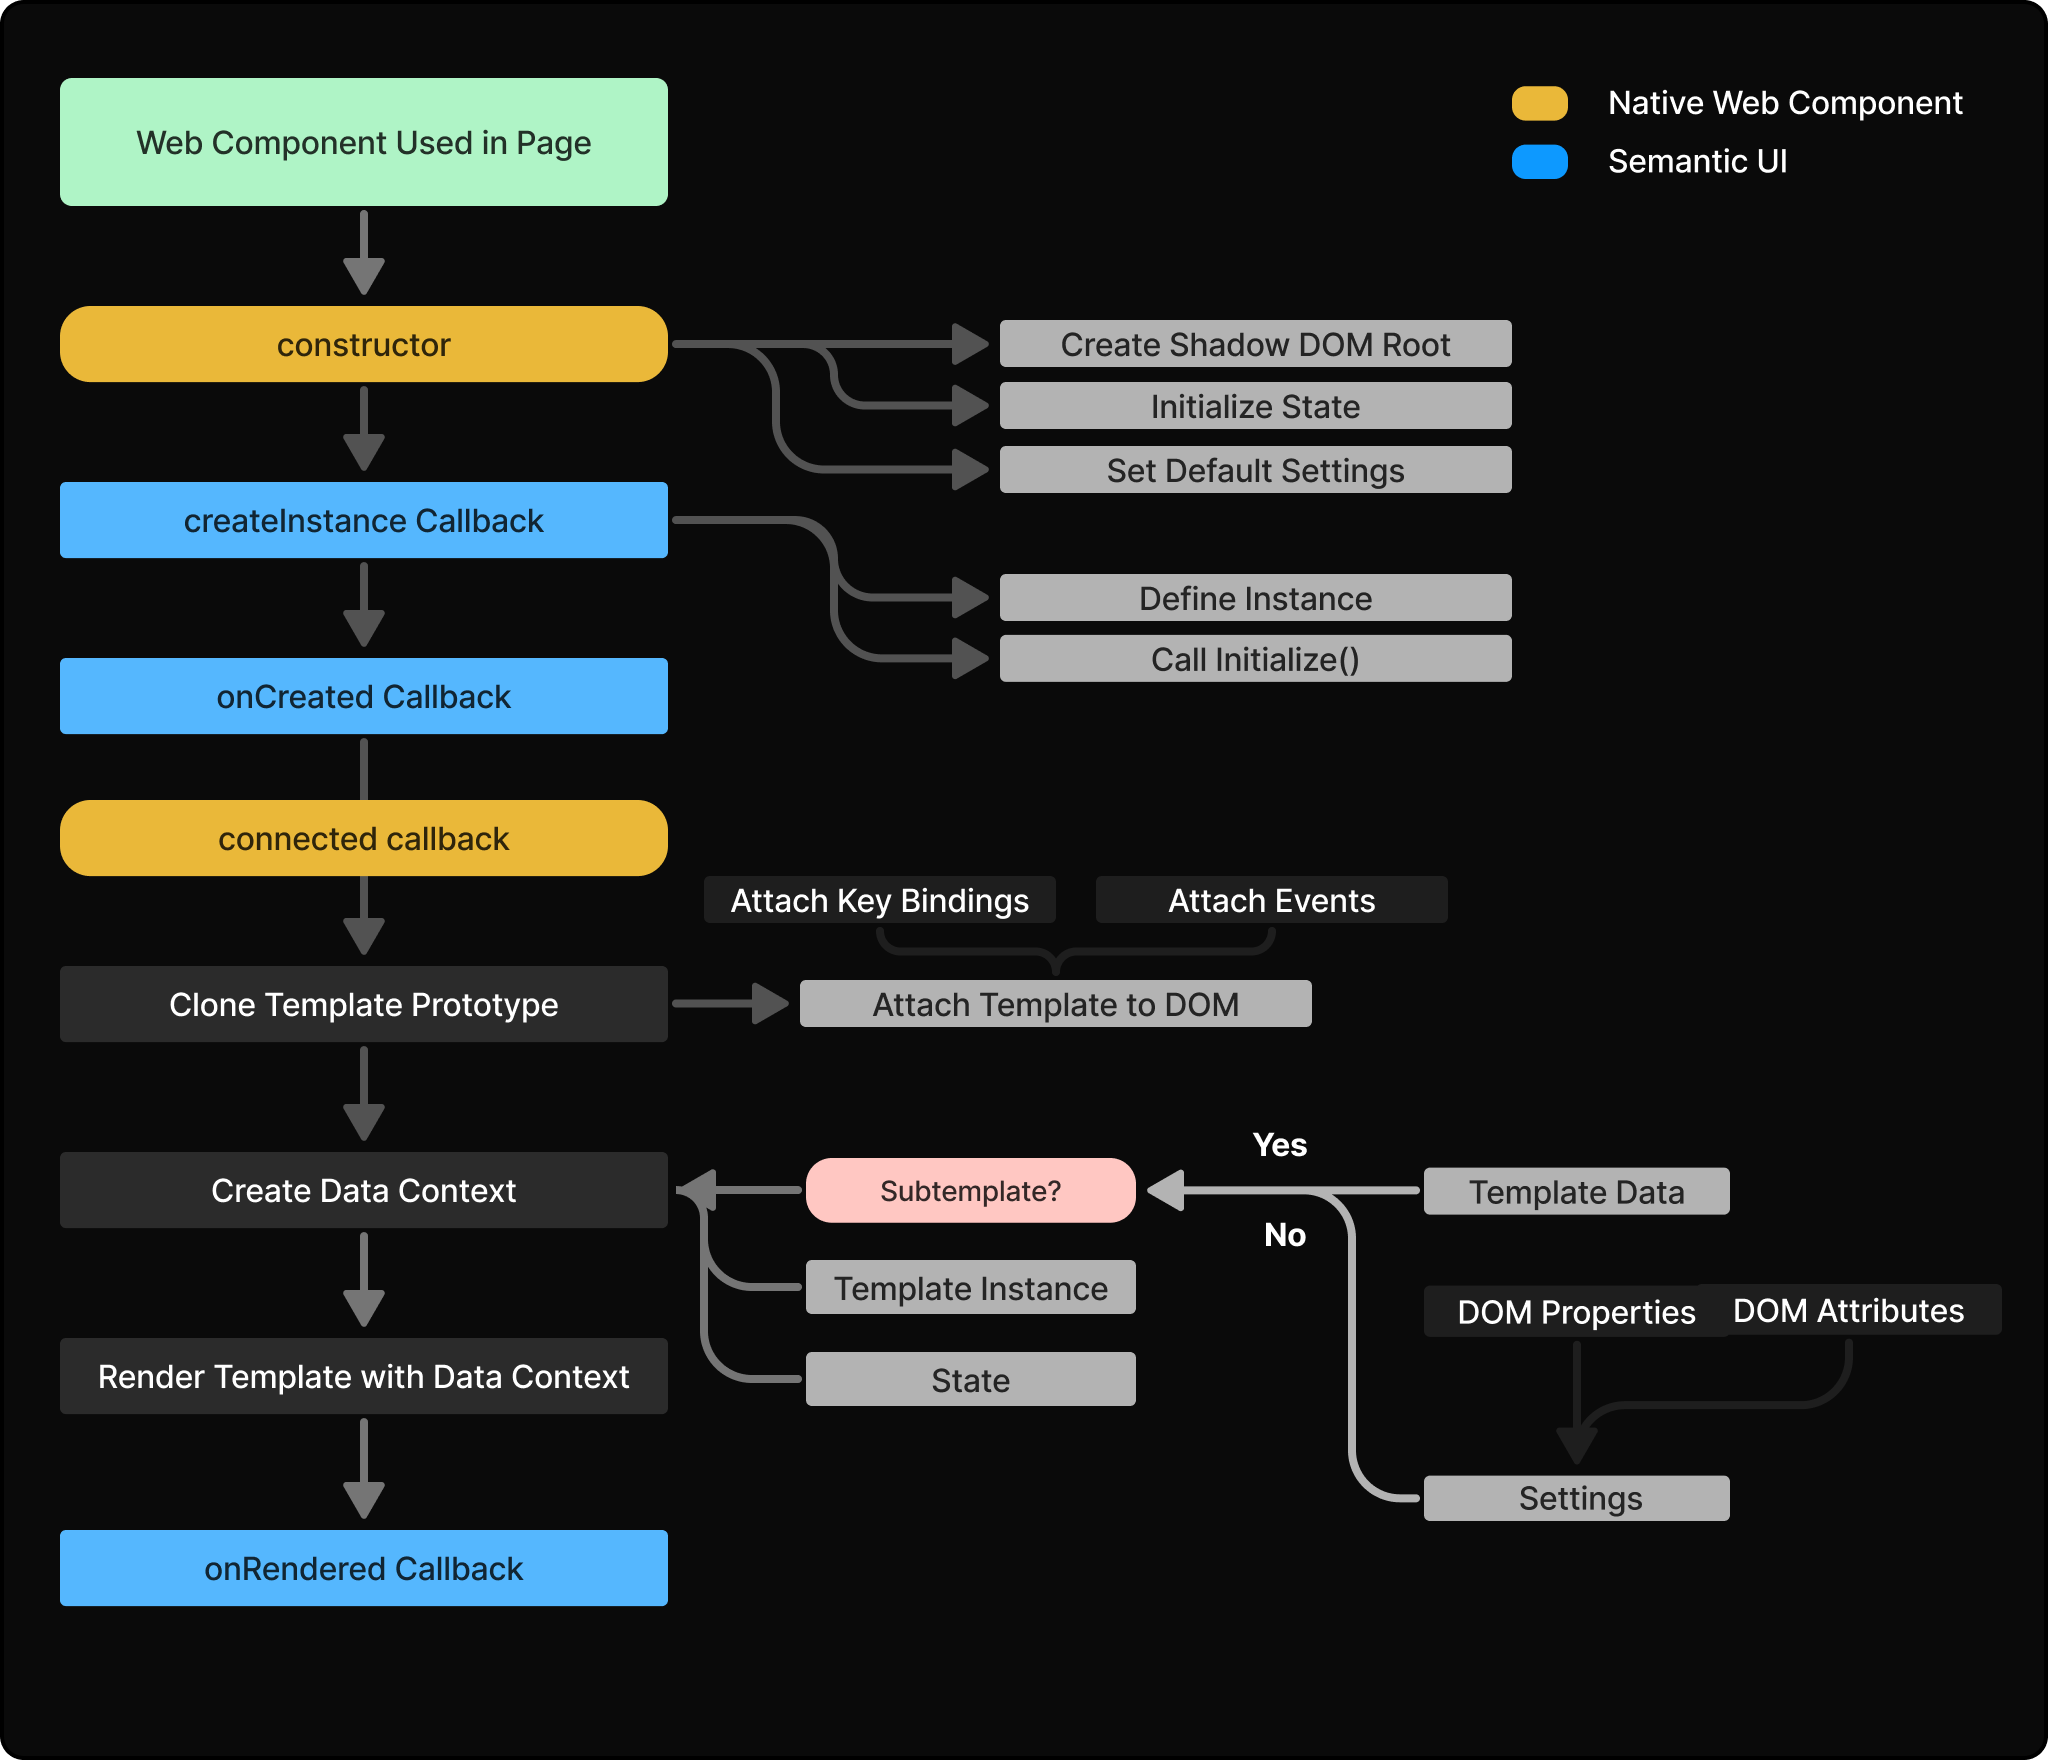 Web Component Used in Page
Native Web Component
Semantic UI
constructor
Create Shadow DOM Root
Initialize State
Set Default Settings
createInstance Callback
Define Instance
Call Initialize()
onCreated Callback
connected callback
Attach Key Bindings
Attach Events
Clone Template Prototype
Attach Template to DOM
Yes
Create Data Context
Subtemplate?
Template Data
No
Template Instance
DOM Properties
DOM Attributes
Render Template with Data Context
State
Settings
onRendered Callback